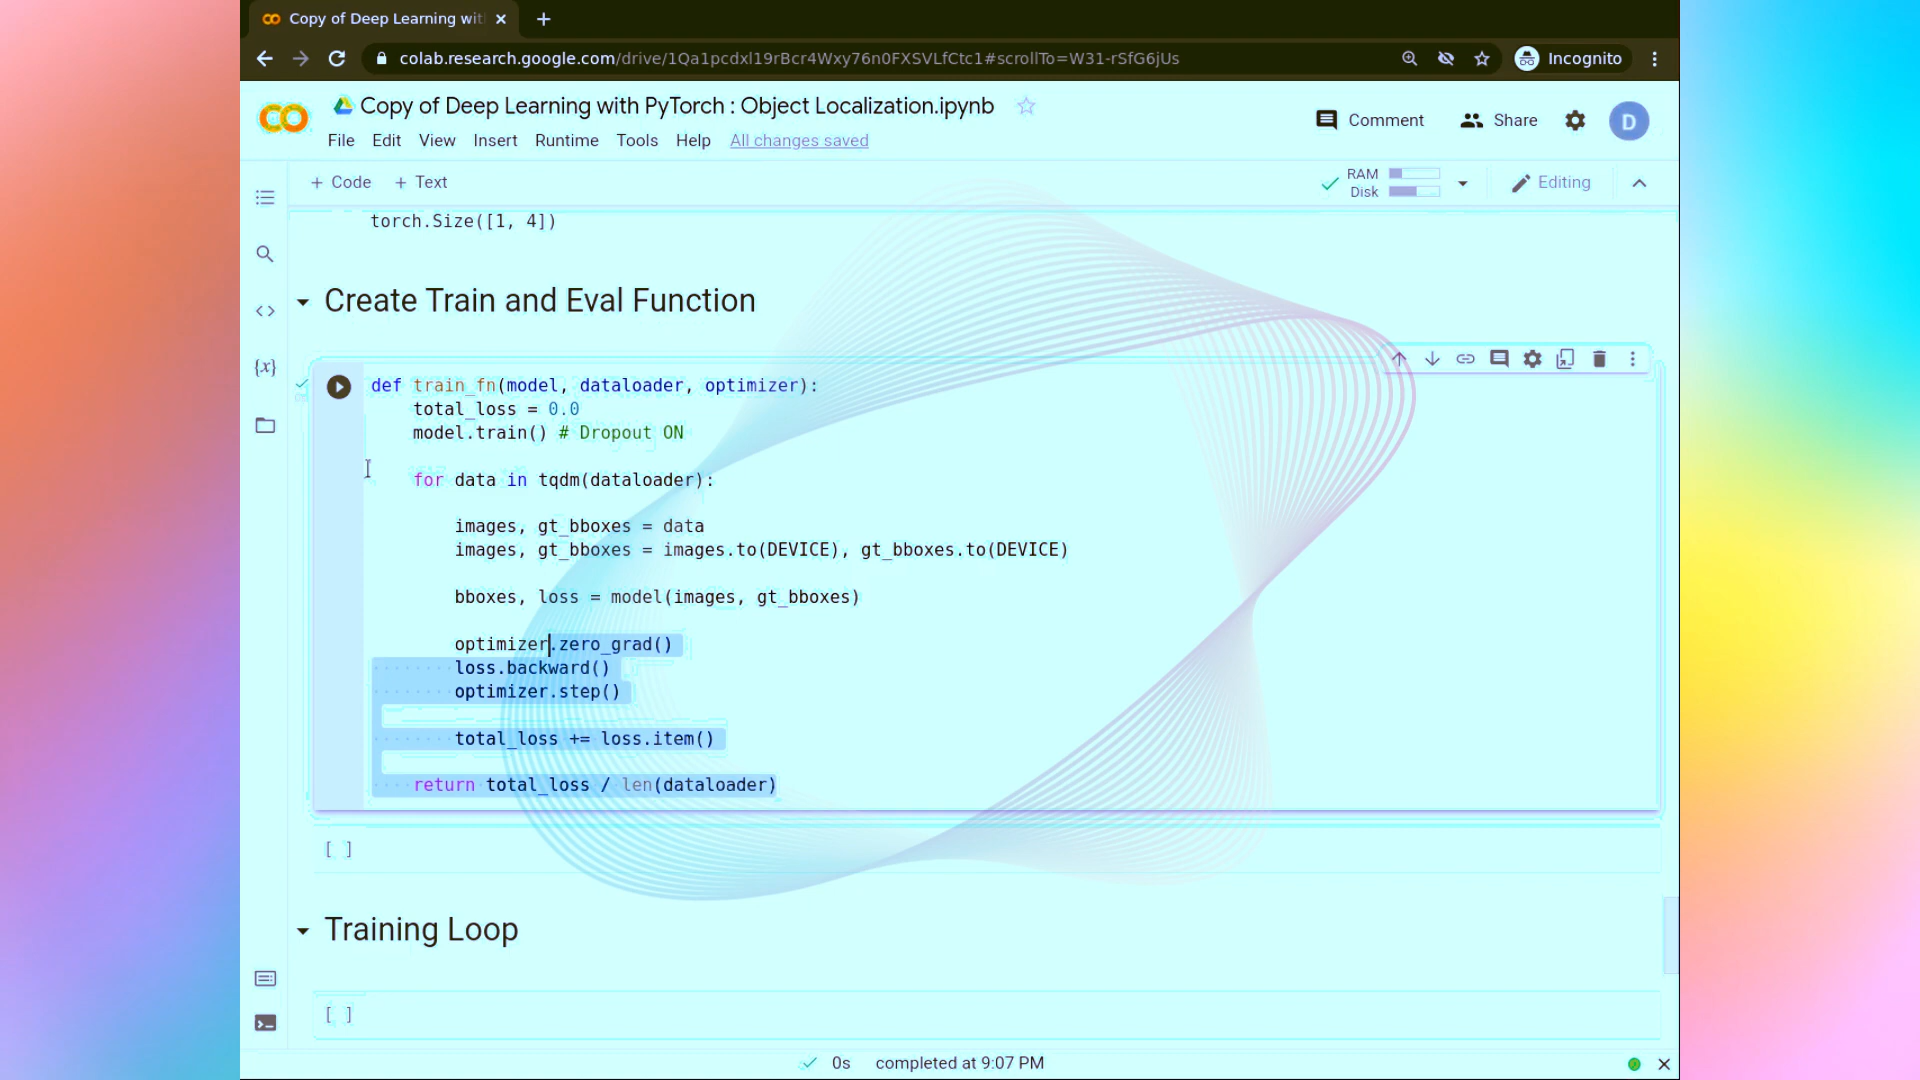 Copy of Deep Learning wit
colab.research.google.com/drive/1Qa1pcdxl19rBcr4Wxy76n0FXSVLfCtc1#scrollTo=W31-rSfG6jUs
Incognito
Copy of Deep Learning with PyTorch : Object Localization.ipynb
Comment
Share
D
File Edit View Insert Runtime Tools Help All changes saved
+ Code + Text
RAM
Disk
Editing
torch.Size([1, 4])
Create Train and Eval Function
def train_fn(model, dataloader, optimizer):
total_loss = 0.0
model.train() # Dropout ON
for data in tqdm(dataloader):
images, gt_bboxes = data
images, gt_bboxes = images.to(DEVICE), gt_bboxes.to(DEVICE)
bboxes, loss = model(images, gt_bboxes)
optimizer.zero_grad()
loss.backward()
optimizer.step()
total_loss += loss.item()
return total_loss / len(dataloader)
[ ]
Training Loop
[ ]
0s completed at 9:07 PM